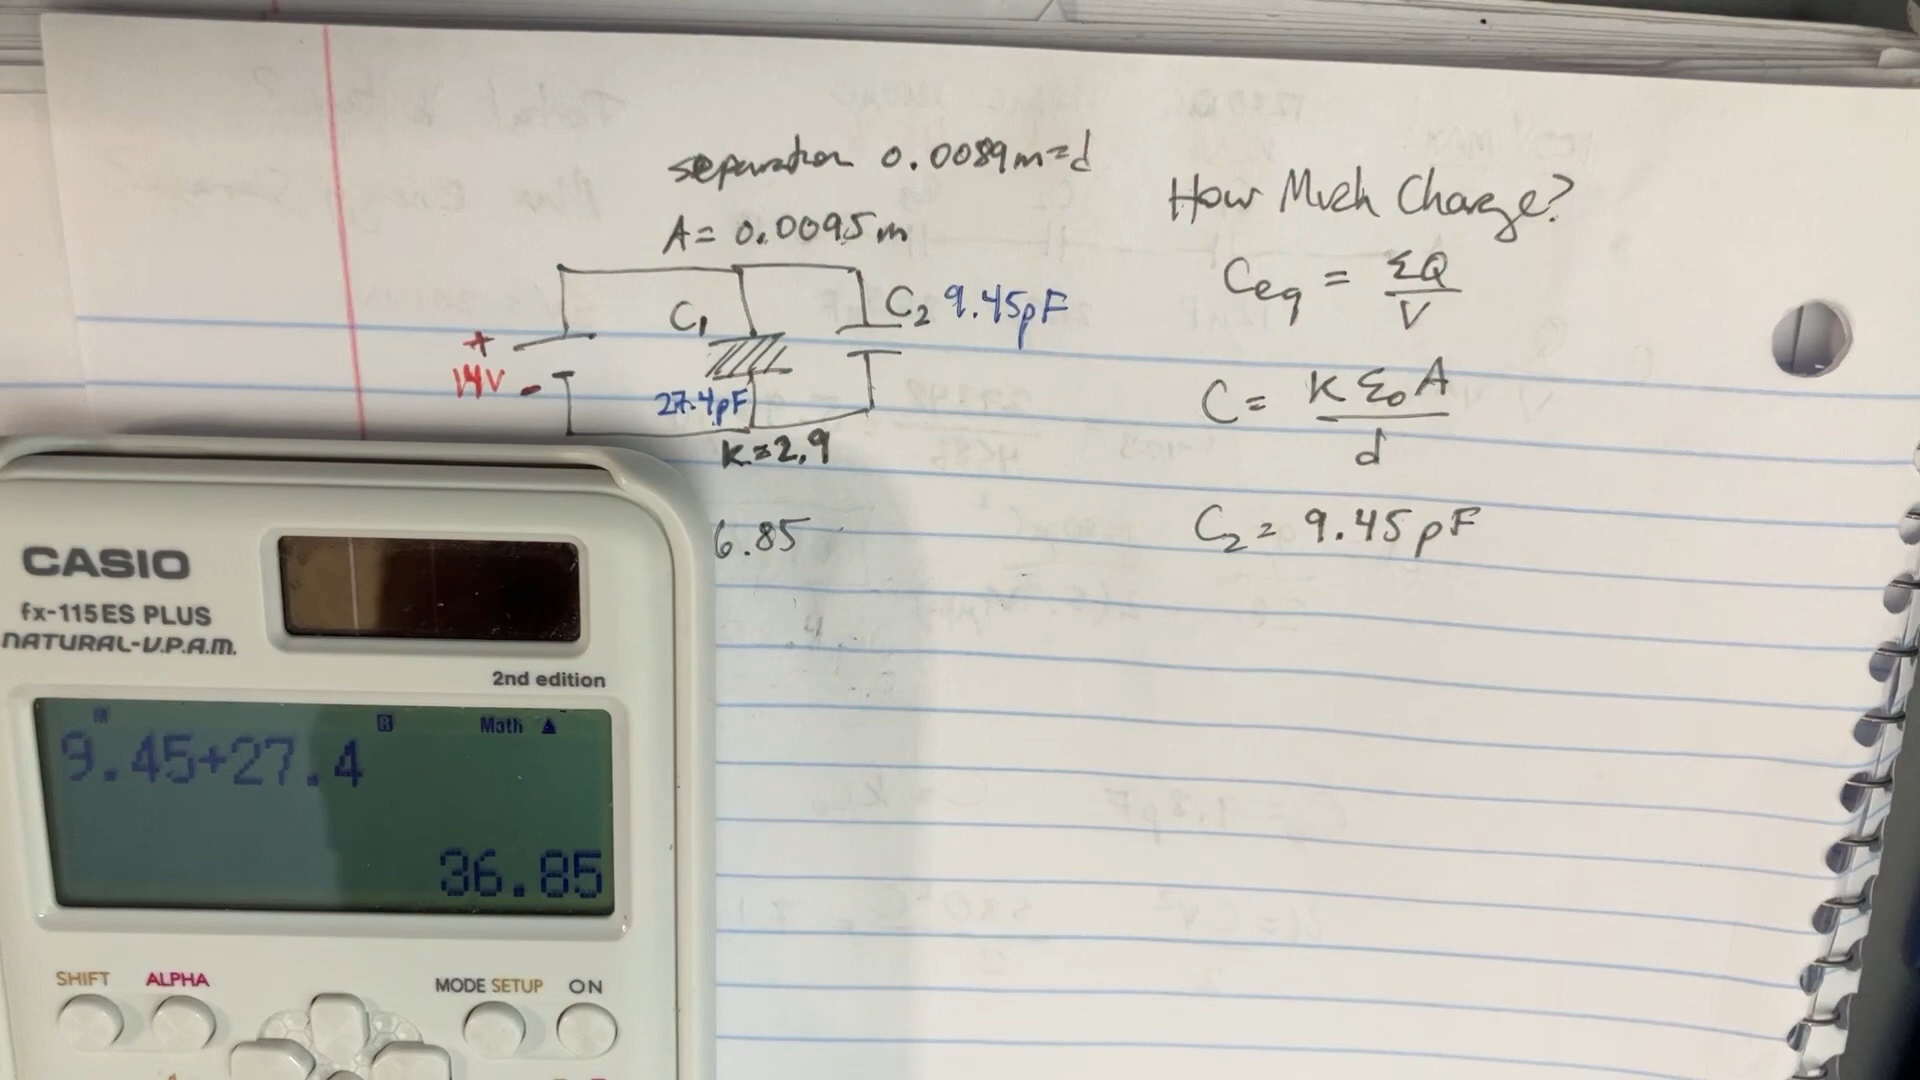 separation 0.0089m=d
A= 0.0095m
How Much Charge?
Ceq = ΣQ/V
C1
C2 9.45pF
+
14V -
27.4pF
k=2.9
C= KΣ₀A/d
6.85
C2= 9.45pF
CASIO
fx-115ES PLUS
NATURAL-V.P.A.M.
2nd edition
M R Math ▲
9.45+27.4
36.85
SHIFT ALPHA MODE SETUP ON